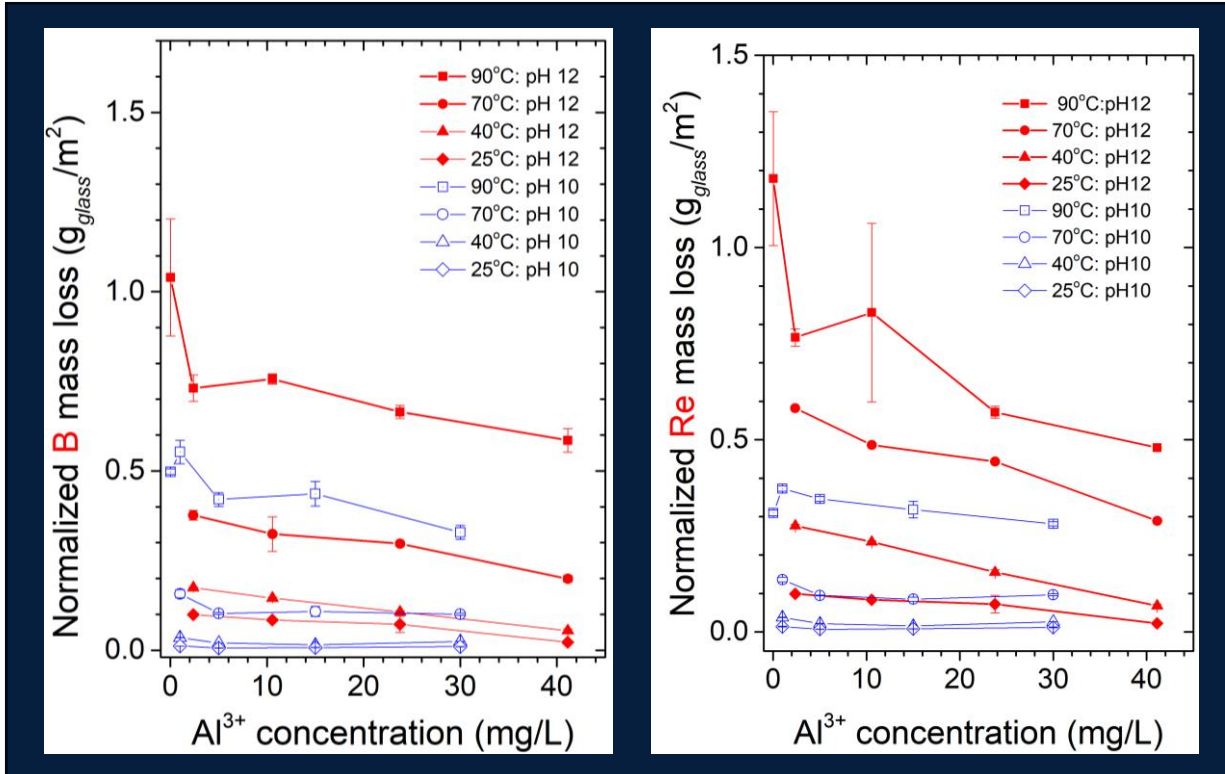 Normalized B mass loss (g_glass/m²)
1.5
1.0
0.5
0.0
90°C: pH 12
70°C: pH 12
40°C: pH 12
25°C: pH 12
90°C: pH 10
70°C: pH 10
40°C: pH 10
25°C: pH 10
0 10 20 30 40
Al³⁺ concentration (mg/L)
Normalized Re mass loss (g_glass/m²)
1.5
1.0
0.5
0.0
90°C:pH12
70°C:pH12
40°C:pH12
25°C:pH12
90°C:pH10
70°C:pH10
40°C:pH10
25°C:pH10
0 10 20 30 40
Al³⁺ concentration (mg/L)